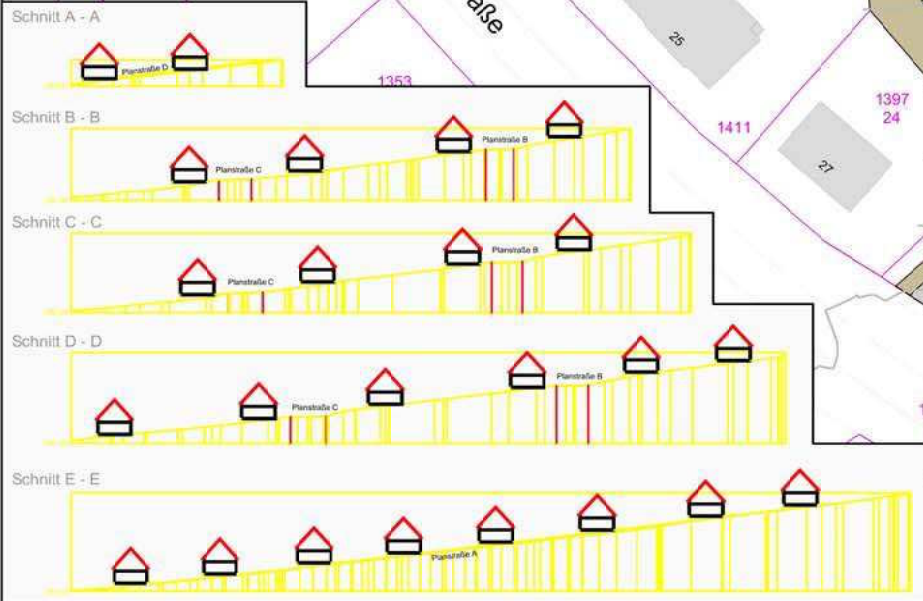 Schnitt A - A
Planstraße D
Schnitt B - B
Planstraße C
Planstraße B
Schnitt C - C
Planstraße C
Planstraße B
Schnitt D - D
Planstraße C
Planstraße B
Schnitt E - E
Planstraße A
aße
25
1353
1411
1397
24
27